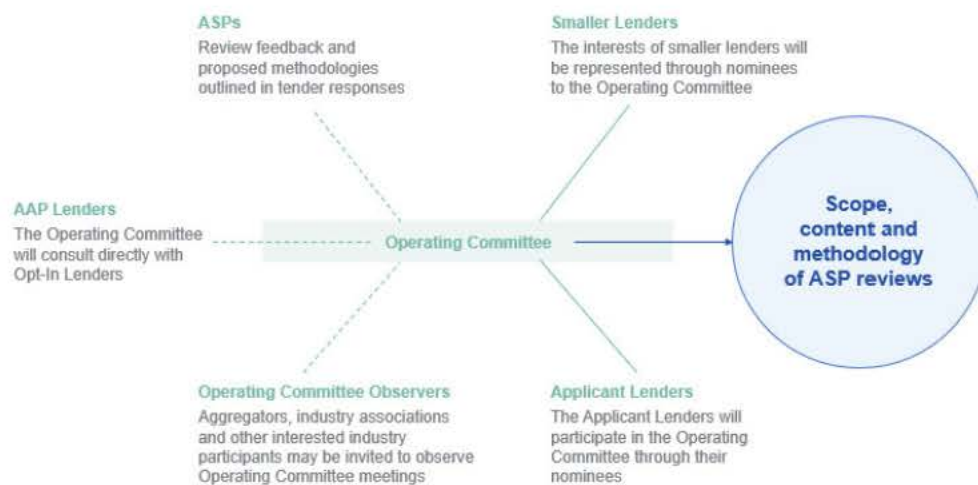 ASPs
Review feedback and
proposed methodologies
outlined in tender responses
Smaller Lenders
The interests of smaller lenders will
be represented through nominees
to the Operating Committee
AAP Lenders
The Operating Committee
will consult directly with
Opt-In Lenders
Operating Committee
Scope,
content and
methodology
of ASP reviews
Operating Committee Observers
Aggregators, industry associations
and other interested industry
participants may be invited to observe
Operating Committee meetings
Applicant Lenders
The Applicant Lenders will
participate in the Operating
Committee through their
nominees